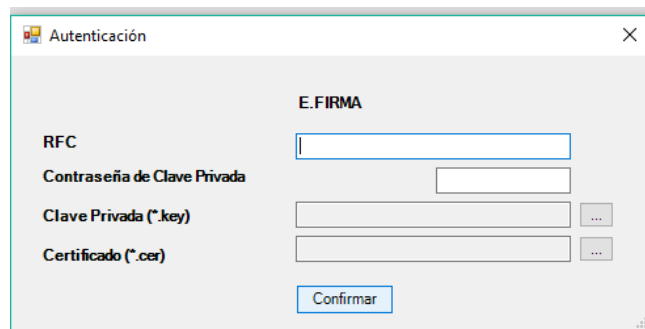 Autenticación
E.FIRMA
RFC
Contraseña de Clave Privada
Clave Privada (*.key)
...
Certificado (*.cer)
...
Confirmar